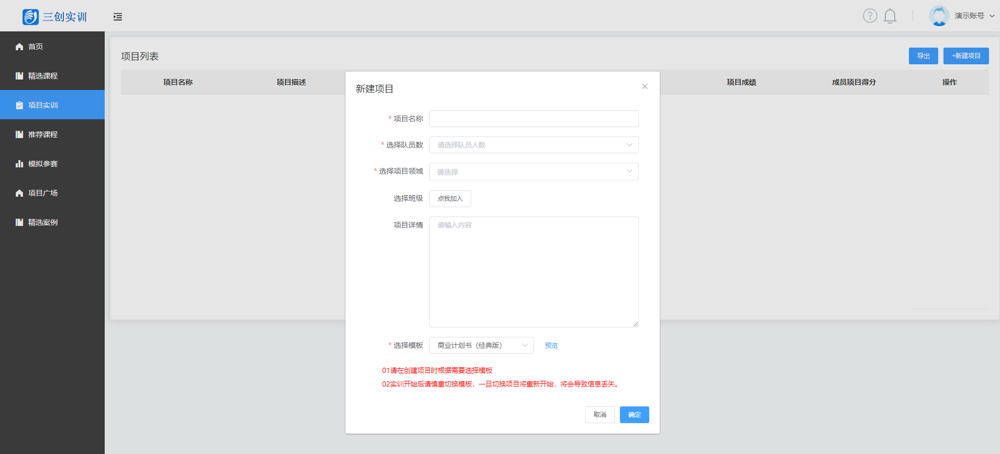 三创实训
演示账号
首页
精选课程
项目实训
推荐课程
模拟参赛
项目广场
精选案例
项目列表
导出
+新建项目
项目名称
项目描述
项目成绩
成员项目得分
操作
新建项目
* 项目名称
* 选择队员数
请选择队员人数
* 选择项目领域
请选择
选择班级
点我加入
项目详情
请输入内容
* 选择模板
商业计划书（经典版）
预览
01请在创建项目时根据需要选择模板
02实训开始后请慎重切换模板，一旦切换项目将重新开始，将会导致信息丢失。
取消
确定